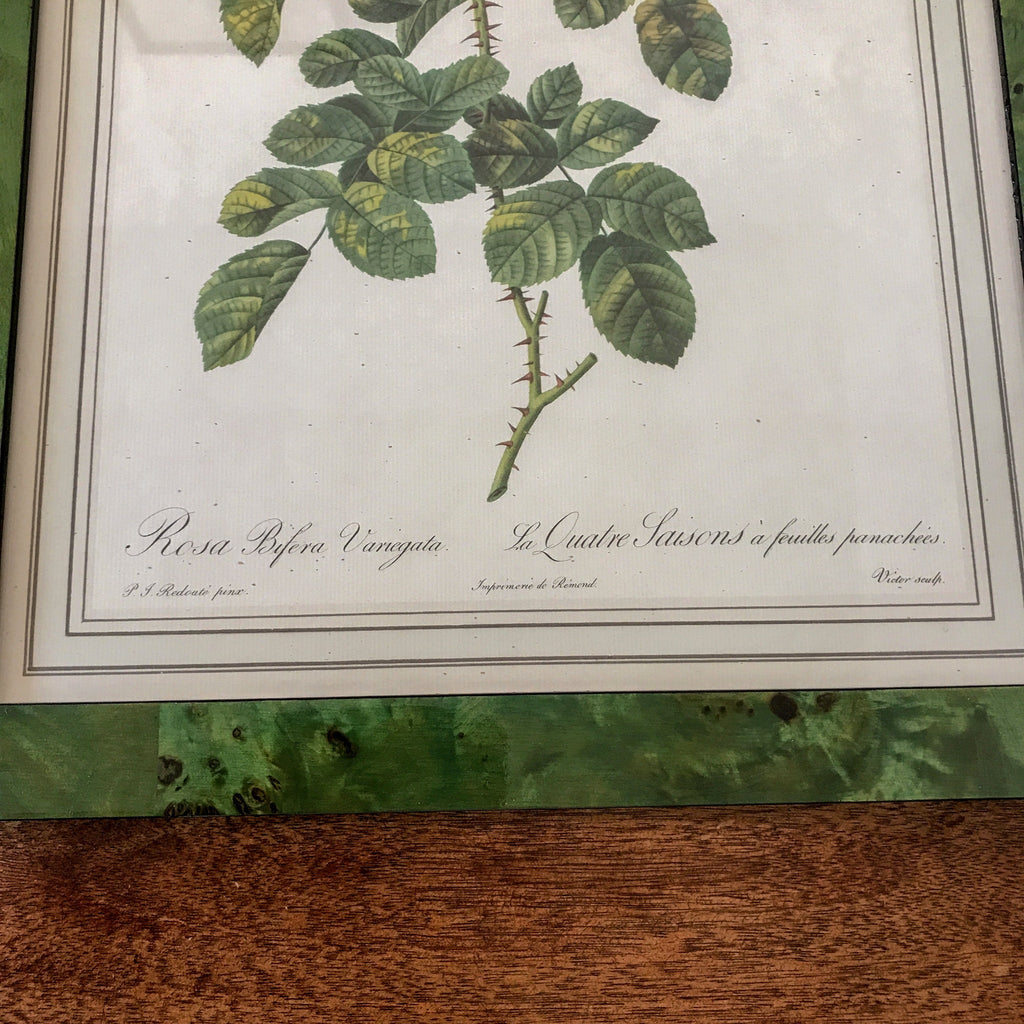 Rosa Bifera Variegata. La Quatre Saisons à feuilles panachées.
P. J. Redouté pinx. Imprimerie de Rémond. Victor sculp.